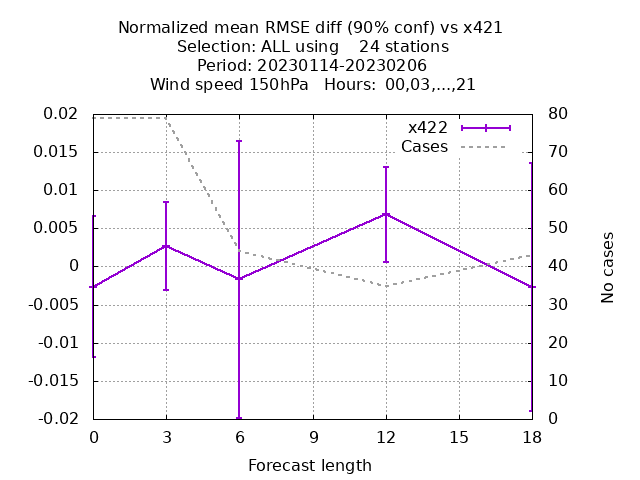 Normalized mean RMSE diff (90% conf) vs x421
Selection: ALL using    24 stations
Period: 20230114-20230206
Wind speed 150hPa   Hours: 00,03,...,21
x422
Cases
0.02
0.015
0.01
0.005
0
-0.005
-0.01
-0.015
-0.02
80
70
60
50
40
30
20
10
0
No cases
0 3 6 9 12 15 18
Forecast length